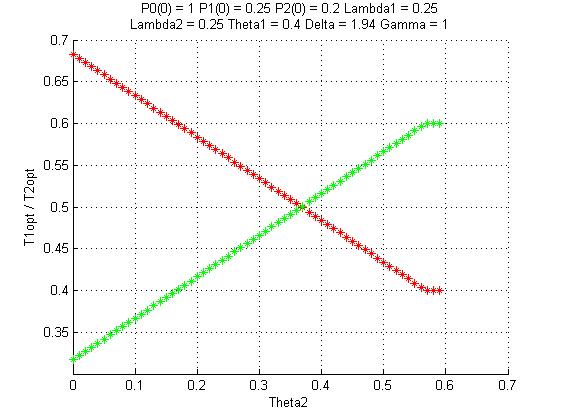 P0(0) = 1 P1(0) = 0.25 P2(0) = 0.2 Lambda1 = 0.25
Lambda2 = 0.25 Theta1 = 0.4 Delta = 1.94 Gamma = 1
0.7
0.65
0.6
0.55
0.5
0.45
0.4
0.35
T1opt / T2opt
0 0.1 0.2 0.3 0.4 0.5 0.6 0.7
Theta2